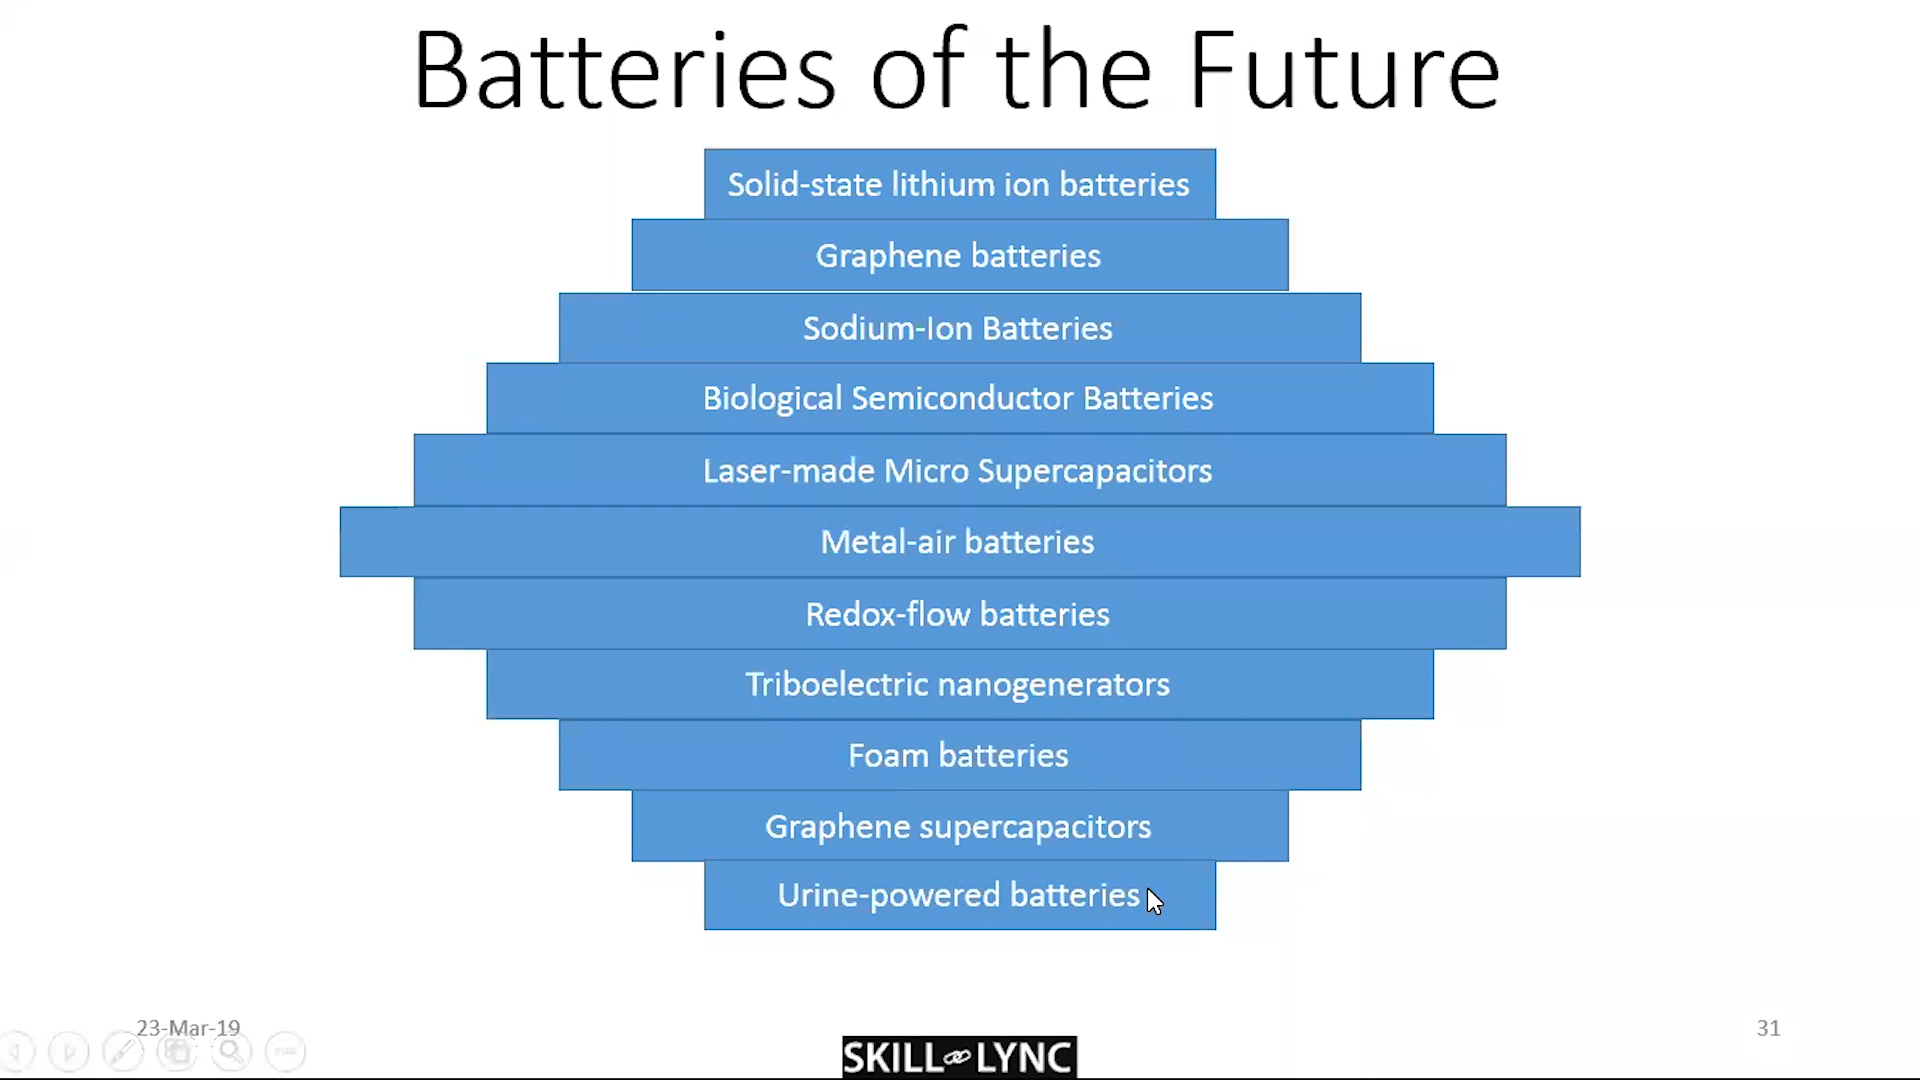 Batteries of the Future
Solid-state lithium ion batteries
Graphene batteries
Sodium-Ion Batteries
Biological Semiconductor Batteries
Laser-made Micro Supercapacitors
Metal-air batteries
Redox-flow batteries
Triboelectric nanogenerators
Foam batteries
Graphene supercapacitors
Urine-powered batteries
23-Mar-19
31
SKILL LYNC